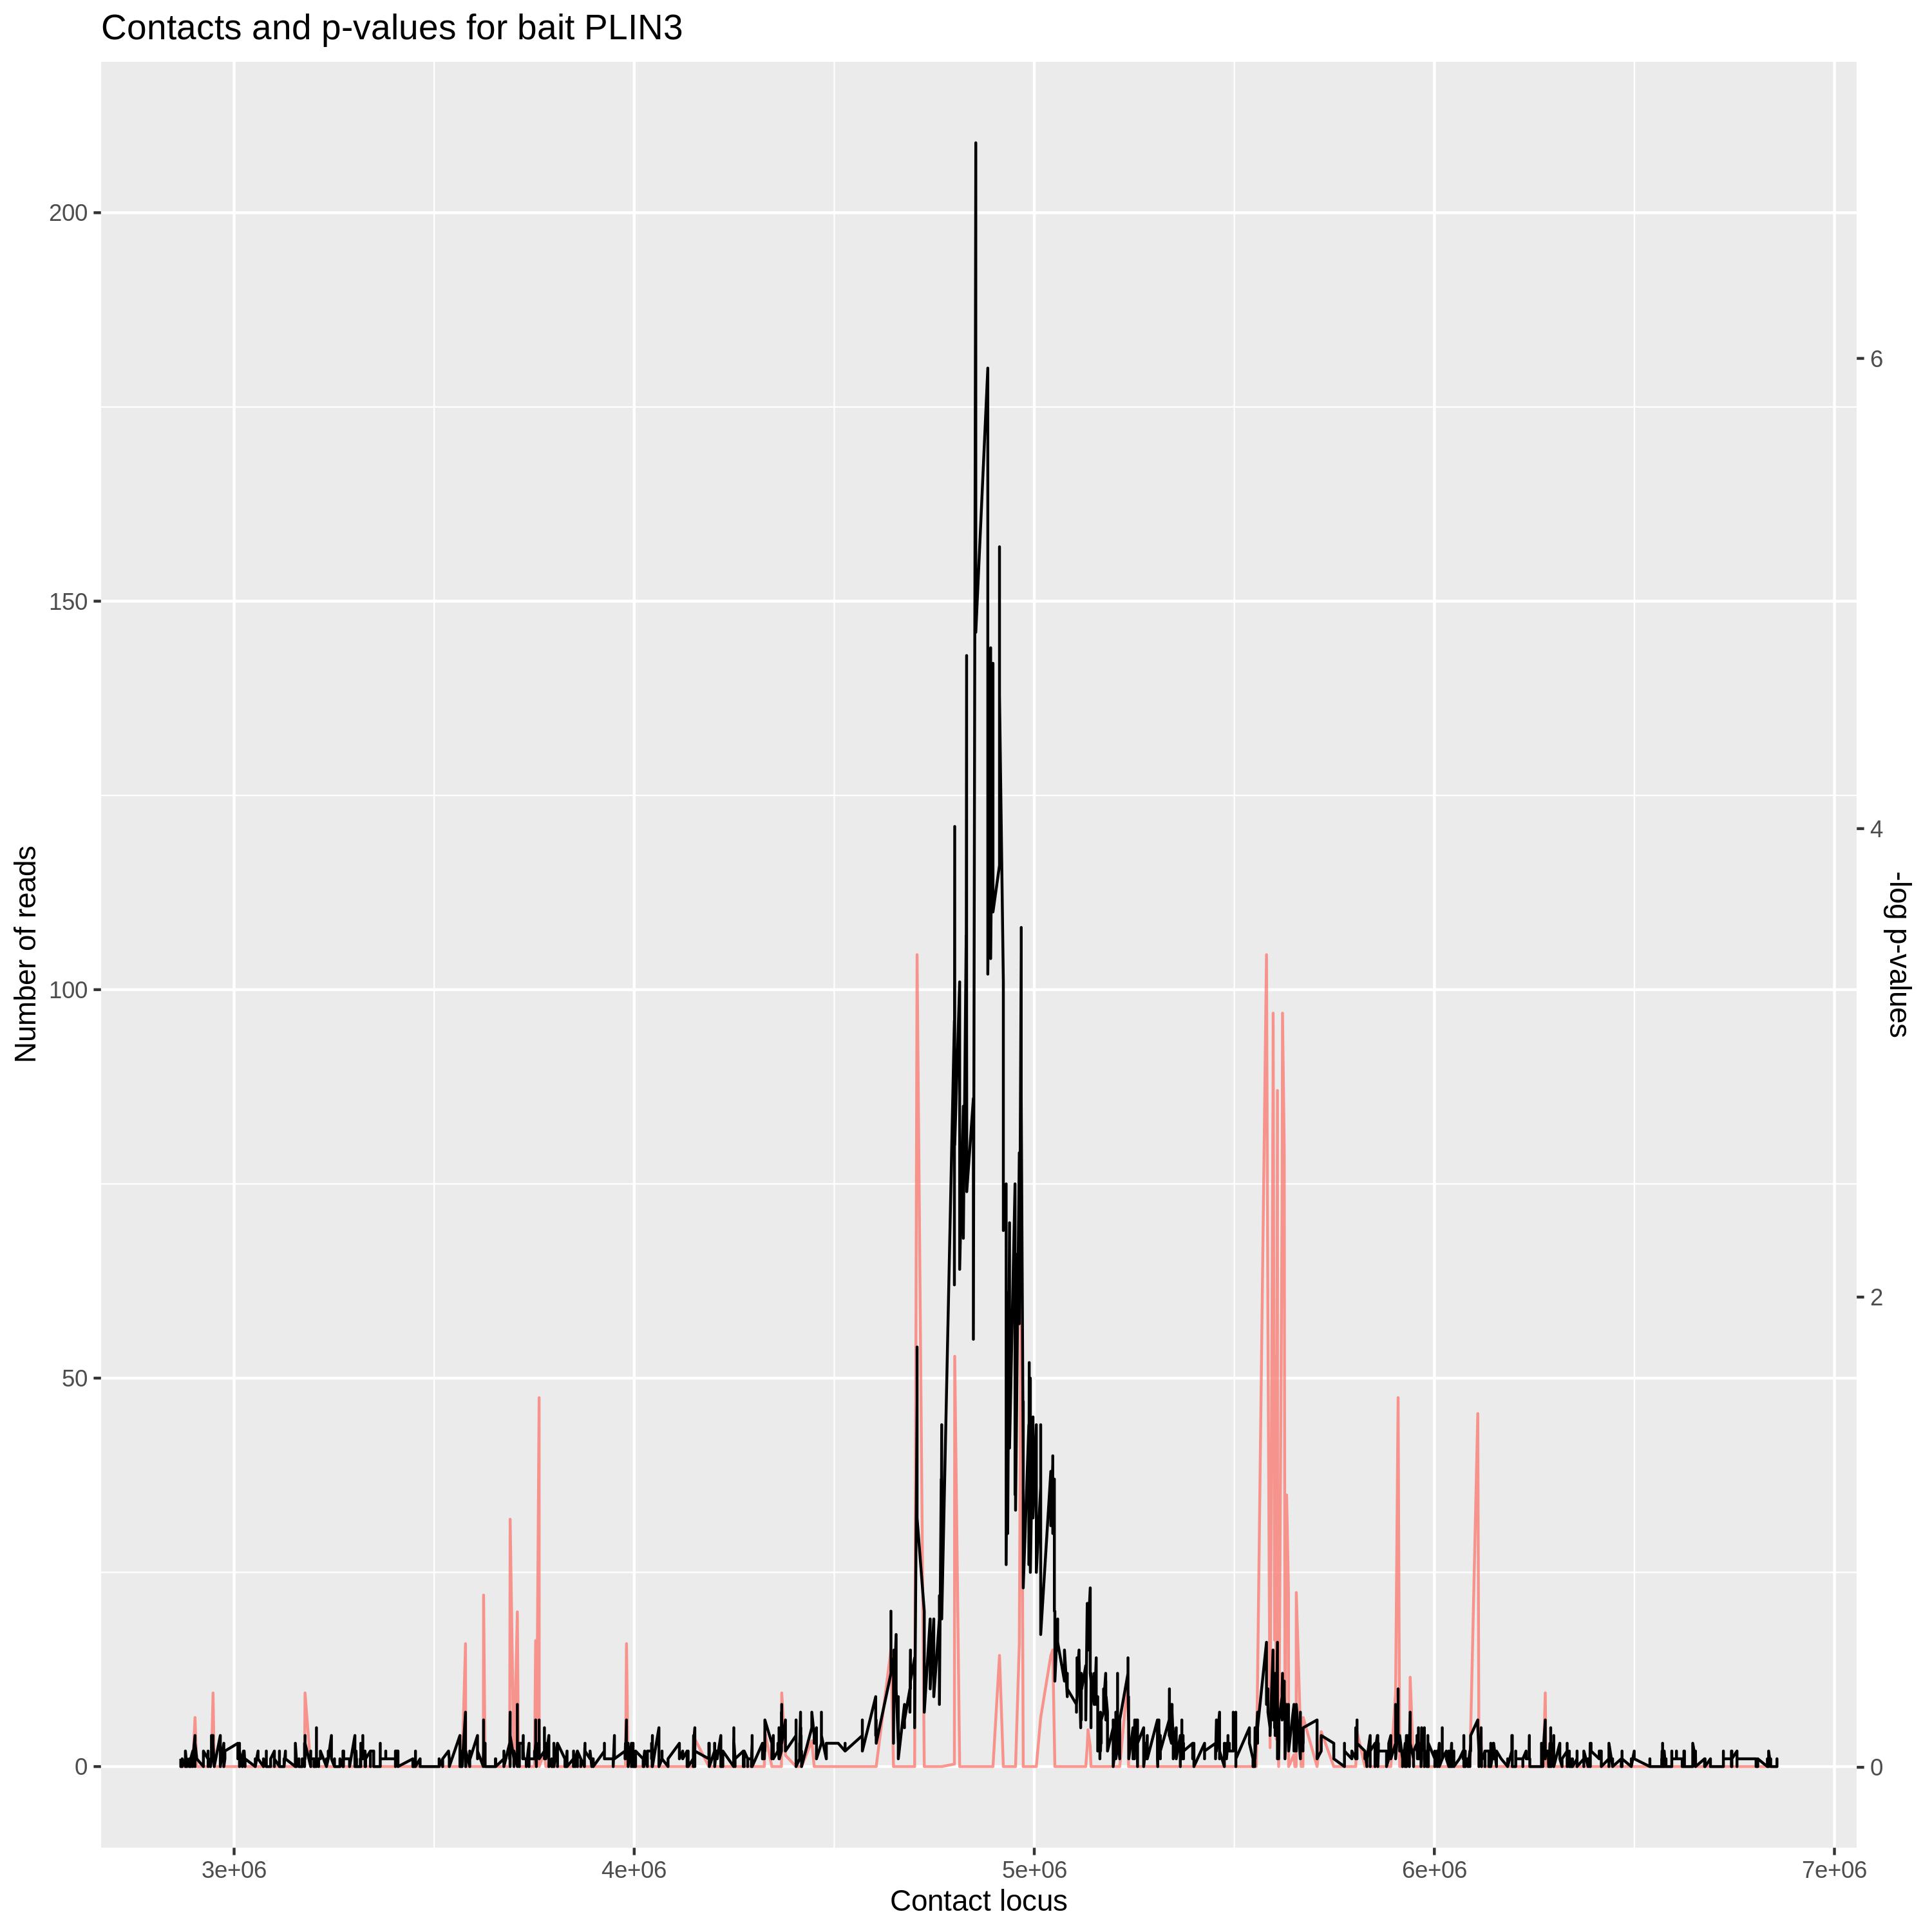 Contacts and p-values for bait PLIN3
200
150
100
50
0
Number of reads
6
4
2
0
-log p-values
3e+06
4e+06
5e+06
6e+06
7e+06
Contact locus